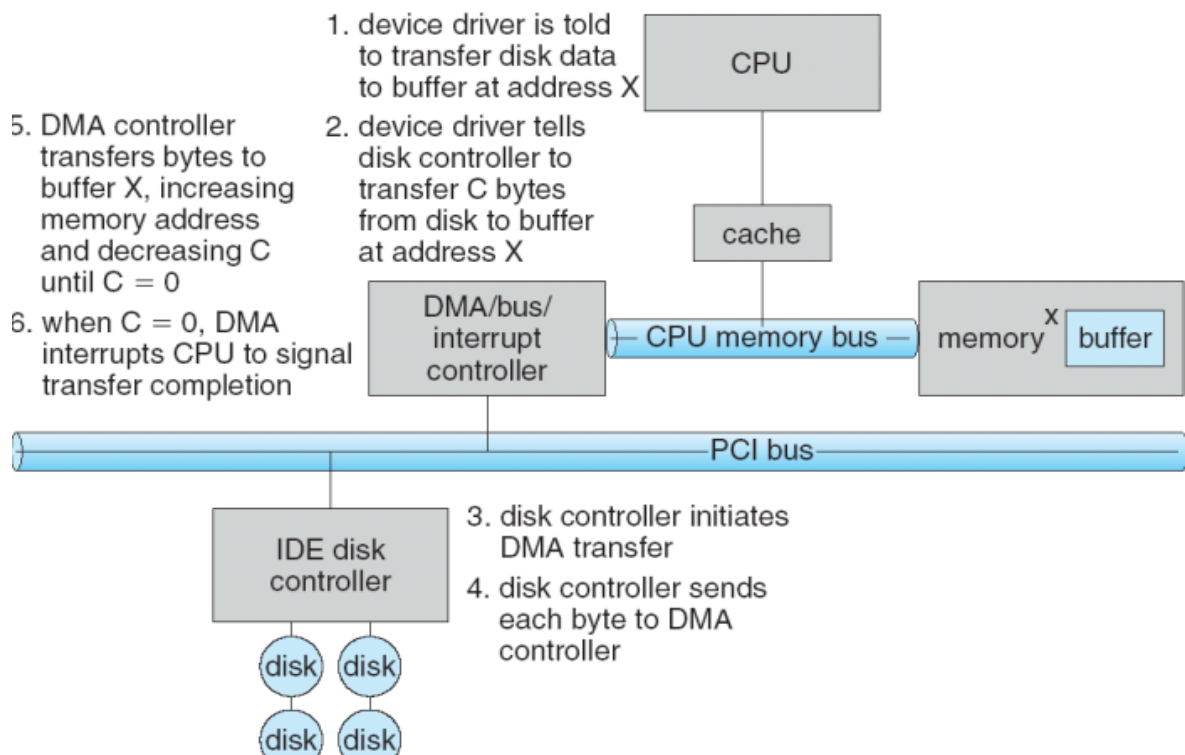 1. device driver is told
to transfer disk data
to buffer at address X
CPU
5. DMA controller
transfers bytes to
buffer X, increasing
memory address
and decreasing C
until C = 0
2. device driver tells
disk controller to
transfer C bytes
from disk to buffer
at address X
cache
6. when C = 0, DMA
interrupts CPU to signal
transfer completion
DMA/bus/
interrupt
controller
CPU memory bus
memory
x
buffer
PCI bus
IDE disk
controller
3. disk controller initiates
DMA transfer
4. disk controller sends
each byte to DMA
controller
disk
disk
disk
disk